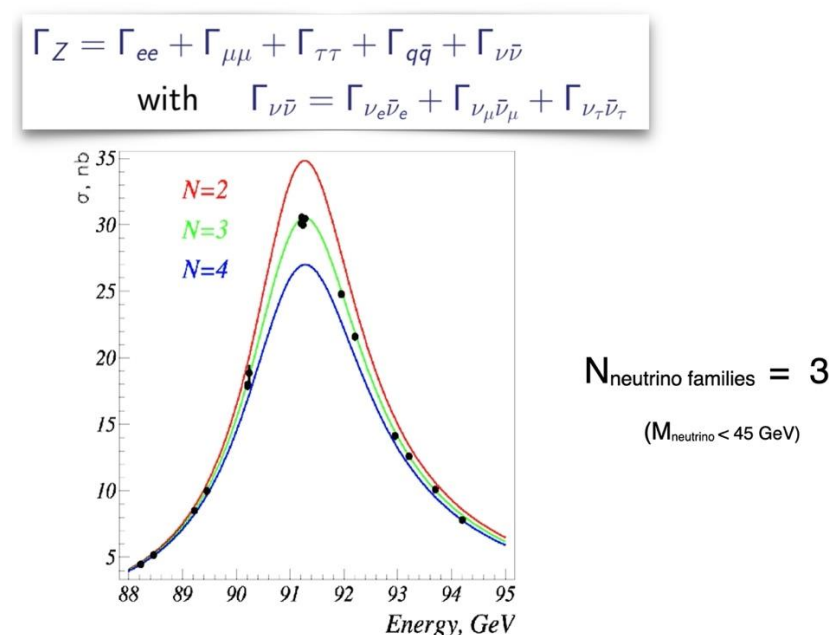 Γ_Z = Γ_ee + Γ_μμ + Γ_ττ + Γ_qq̄ + Γ_νν̄
with Γ_νν̄ = Γ_ν_eν̄_e + Γ_ν_μν̄_μ + Γ_ν_τν̄_τ
σ, nb
35
30
25
20
15
10
5
N=2
N=3
N=4
88 89 90 91 92 93 94 95
Energy, GeV
Nneutrino families = 3
(Mneutrino < 45 GeV)